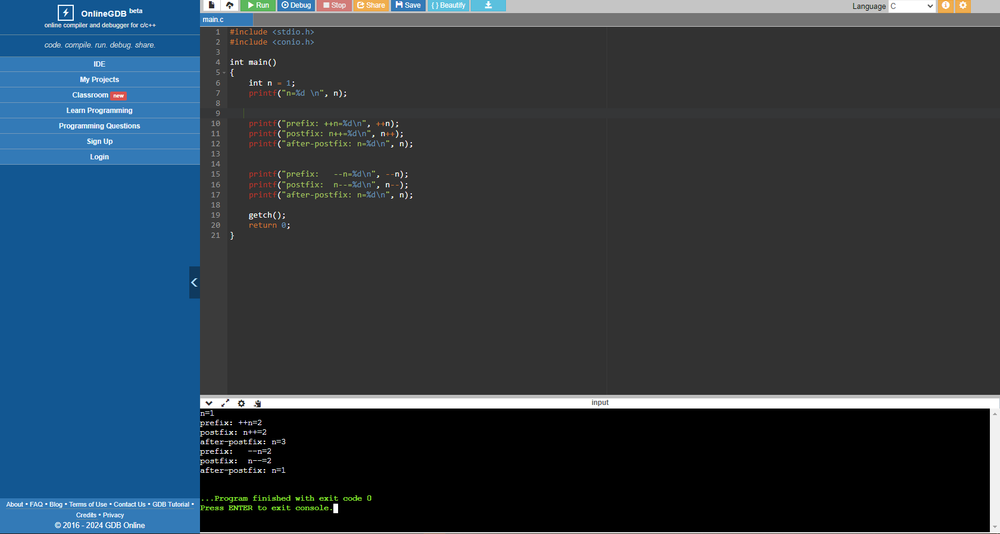 OnlineGDB beta
online compiler and debugger for c/c++
code. compile. run. debug. share.
IDE
My Projects
Classroom new
Learn Programming
Programming Questions
Sign Up
Login
About • FAQ • Blog • Terms of Use • Contact Us • GDB Tutorial •
Credits • Privacy
© 2016 - 2024 GDB Online
Run Debug Stop Share Save { } Beautify
Language C
main.c
1 #include <stdio.h>
2 #include <conio.h>
3
4 int main()
5 {
6     int n = 1;
7     printf("n=%d \n", n);
8
9
10     printf("prefix: ++n=%d\n", ++n);
11     printf("postfix: n++=%d\n", n++);
12     printf("after-postfix: n=%d\n", n);
13
14
15     printf("prefix:   --n=%d\n", --n);
16     printf("postfix:  n--=%d\n", n--);
17     printf("after-postfix: n=%d\n", n);
18
19     getch();
20     return 0;
21 }
input
n=1
prefix: ++n=2
postfix: n++=2
after-postfix: n=3
prefix:   --n=2
postfix:  n--=2
after-postfix: n=1
...Program finished with exit code 0
Press ENTER to exit console.